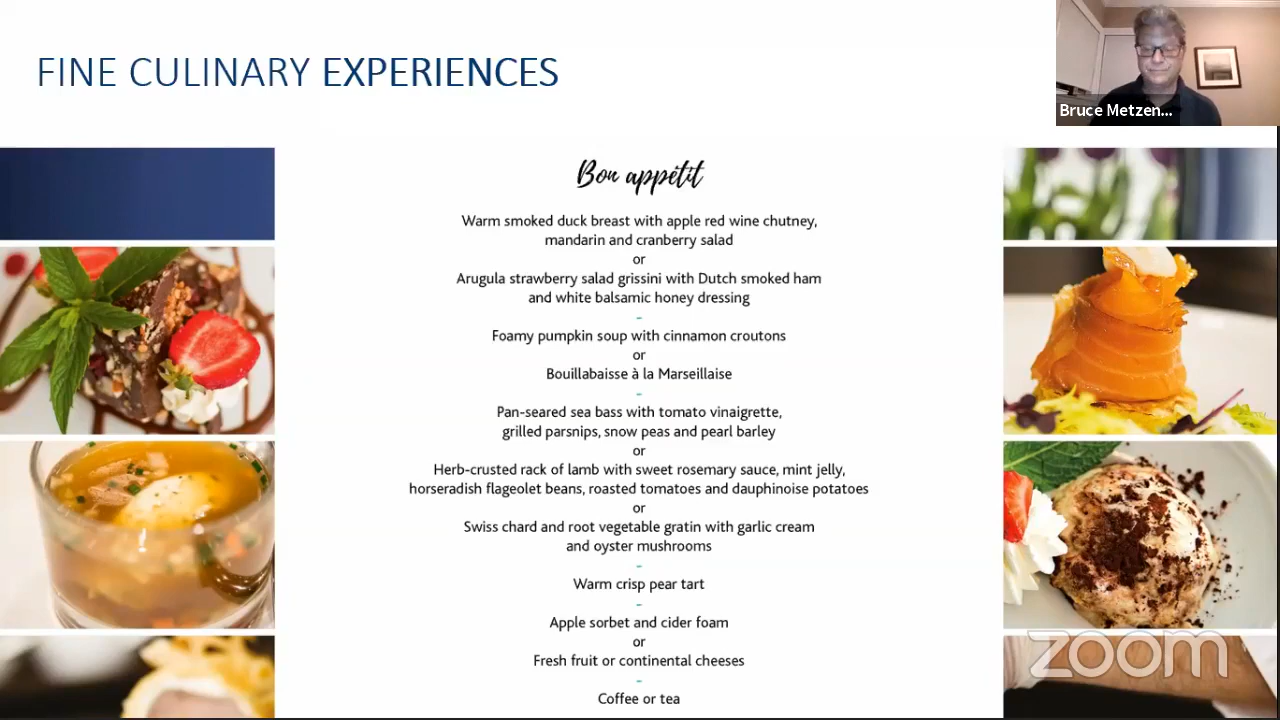 FINE CULINARY EXPERIENCES
Bruce Metzen...
Bon appétit
Warm smoked duck breast with apple red wine chutney,
mandarin and cranberry salad
or
Arugula strawberry salad grissini with Dutch smoked ham
and white balsamic honey dressing
-
Foamy pumpkin soup with cinnamon croutons
or
Bouillabaisse à la Marseillaise
-
Pan-seared sea bass with tomato vinaigrette,
grilled parsnips, snow peas and pearl barley
or
Herb-crusted rack of lamb with sweet rosemary sauce, mint jelly,
horseradish flageolet beans, roasted tomatoes and dauphinoise potatoes
or
Swiss chard and root vegetable gratin with garlic cream
and oyster mushrooms
-
Warm crisp pear tart
-
Apple sorbet and cider foam
or
Fresh fruit or continental cheeses
-
Coffee or tea
zoom